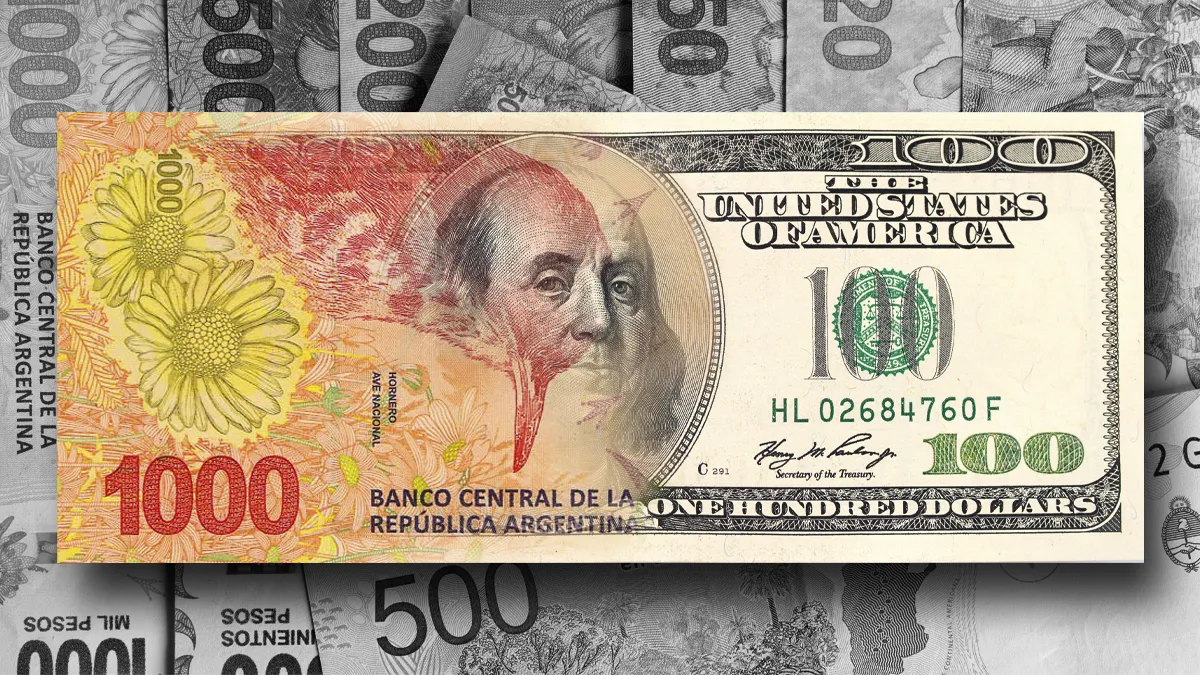 1000
500
200
50
50
20
BANCO CENTRAL DE LA
REPÚBLICA ARGENTINA
1000
HORNERO
AVE NACIONAL
1000
BANCO CENTRAL DE LA
REPÚBLICA ARGENTINA
100
THE
UNITED STATES
OF AMERICA
100
HL 02684760 F
C 291
Secretary of the Treasury.
100
ONE HUNDRED DOLLARS
MIL PESOS
1000
PESOS
500